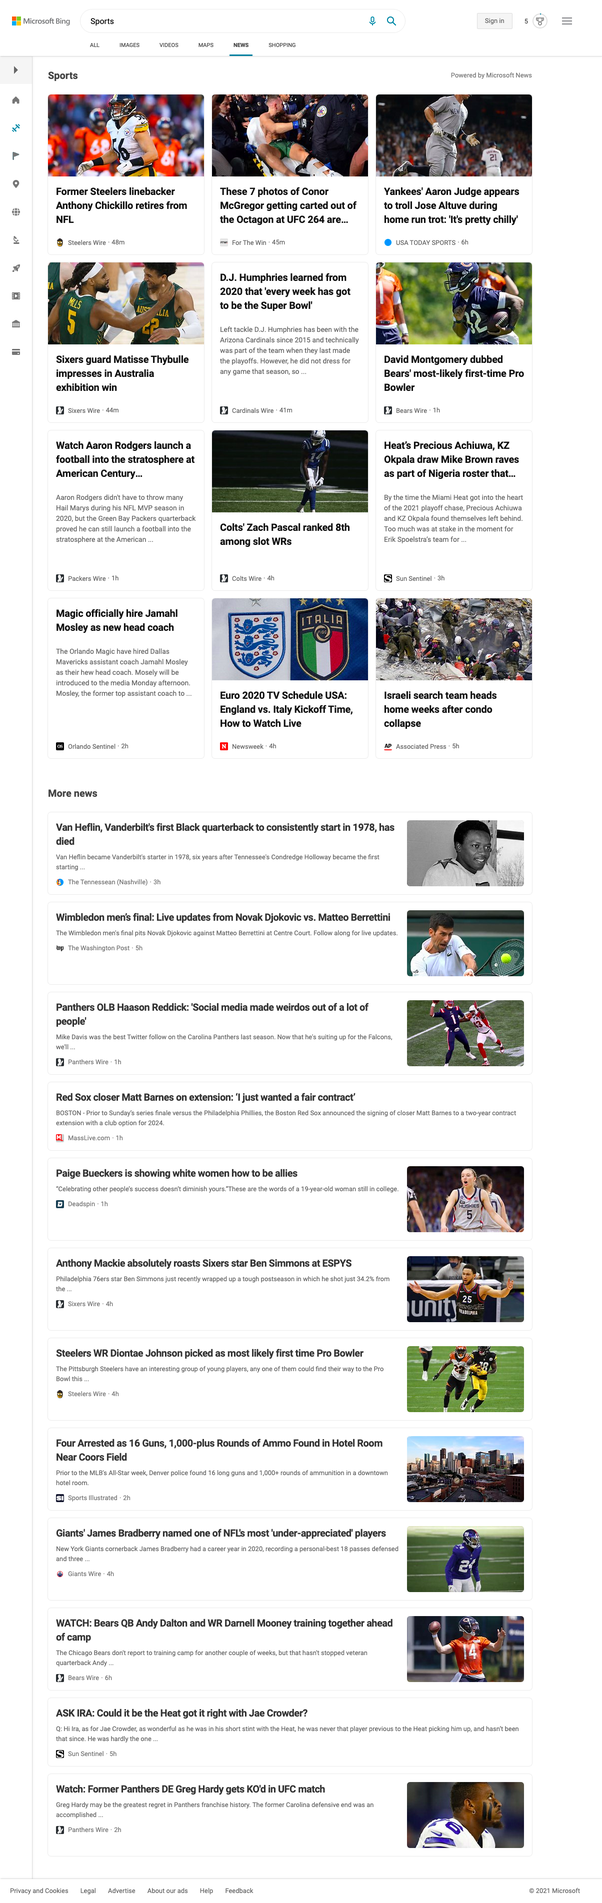 Microsoft Bing
Sports
Sign in
5
ALL
IMAGES
VIDEOS
MAPS
NEWS
SHOPPING
Sports
Powered by Microsoft News
Former Steelers linebacker
Anthony Chickillo retires from
NFL
Steelers Wire · 48m
These 7 photos of Conor
McGregor getting carted out of
the Octagon at UFC 264 are...
For The Win · 45m
Yankees' Aaron Judge appears
to troll Jose Altuve during
home run trot: 'It's pretty chilly'
USA TODAY SPORTS · 6h
Sixers guard Matisse Thybulle
impresses in Australia
exhibition win
Sixers Wire · 44m
D.J. Humphries learned from
2020 that 'every week has got
to be the Super Bowl'
Left tackle D.J. Humphries has been with the
Arizona Cardinals since 2015 and technically
was part of the team when they last made
the playoffs. However, he did not dress for
any game that season, so ...
Cardinals Wire · 41m
David Montgomery dubbed
Bears' most-likely first-time Pro
Bowler
Bears Wire · 1h
Watch Aaron Rodgers launch a
football into the stratosphere at
American Century...
Aaron Rodgers didn't have to throw many
Hail Marys during his NFL MVP season in
2020, but the Green Bay Packers quarterback
proved he can still launch a football into the
stratosphere at the American ...
Packers Wire · 1h
Colts' Zach Pascal ranked 8th
among slot WRs
Colts Wire · 4h
Heat's Precious Achiuwa, KZ
Okpala draw Mike Brown raves
as part of Nigeria roster that...
By the time the Miami Heat got into the heart
of the 2021 playoff chase, Precious Achiuwa
and KZ Okpala found themselves left behind.
Too much was at stake in the moment for
Erik Spoelstra's team for ...
Sun Sentinel · 3h
Magic officially hire Jamahl
Mosley as new head coach
The Orlando Magic have hired Dallas
Mavericks assistant coach Jamahl Mosley
as their new head coach. Mosely will be
introduced to the media Monday afternoon.
Mosley, the former top assistant coach to ...
Orlando Sentinel · 2h
ITALIA
Euro 2020 TV Schedule USA:
England vs. Italy Kickoff Time,
How to Watch Live
Newsweek · 4h
Israeli search team heads
home weeks after condo
collapse
Associated Press · 5h
More news
Van Heflin, Vanderbilt's first Black quarterback to consistently start in 1978, has
died
Van Heflin became Vanderbilt's starter in 1978, six years after Tennessee's Condredge Holloway became the first
starting ...
The Tennessean (Nashville) · 3h
Wimbledon men's final: Live updates from Novak Djokovic vs. Matteo Berrettini
The Wimbledon men's final pits Novak Djokovic against Matteo Berrettini at Centre Court. Follow along for live updates.
The Washington Post · 5h
Panthers OLB Haason Reddick: 'Social media made weirdos out of a lot of
people'
Mike Davis was the best Twitter follow on the Carolina Panthers last season. Now that he's suiting up for the Falcons,
we'll ...
Panthers Wire · 1h
Red Sox closer Matt Barnes on extension: 'I just wanted a fair contract'
BOSTON - Prior to Sunday's series finale versus the Philadelphia Phillies, the Boston Red Sox announced the signing of closer Matt Barnes to a two-year contract
extension with a club option for 2024.
MassLive.com · 1h
Paige Bueckers is showing white women how to be allies
"Celebrating other people's success doesn't diminish yours."These are the words of a 19-year-old woman still in college.
Deadspin · 1h
Anthony Mackie absolutely roasts Sixers star Ben Simmons at ESPYS
Philadelphia 76ers star Ben Simmons just recently wrapped up a tough postseason in which he shot just 34.2% from
the ...
Sixers Wire · 4h
Steelers WR Diontae Johnson picked as most likely first time Pro Bowler
The Pittsburgh Steelers have an interesting group of young players, any one of them could find their way to the Pro
Bowl this ...
Steelers Wire · 4h
Four Arrested as 16 Guns, 1,000-plus Rounds of Ammo Found in Hotel Room
Near Coors Field
Prior to the MLB's All-Star week, Denver police found 16 long guns and 1,000+ rounds of ammunition in a downtown
hotel room.
Sports Illustrated · 2h
Giants' James Bradberry named one of NFL's most 'under-appreciated' players
New York Giants cornerback James Bradberry had a career year in 2020, recording a personal-best 18 passes defensed
and three ...
Giants Wire · 4h
WATCH: Bears QB Andy Dalton and WR Darnell Mooney training together ahead
of camp
The Chicago Bears don't report to training camp for another couple of weeks, but that hasn't stopped veteran
quarterback Andy ...
Bears Wire · 6h
ASK IRA: Could it be the Heat got it right with Jae Crowder?
Q: Hi Ira, as for Jae Crowder, as wonderful as he was in his short stint with the Heat, he was never that player previous to the Heat picking him up, and hasn't been
that since. He was hardly the one ...
Sun Sentinel · 5h
Watch: Former Panthers DE Greg Hardy gets KO'd in UFC match
Greg Hardy may be the greatest regret in Panthers franchise history. The former Carolina defensive end was an
accomplished ...
Panthers Wire · 2h
Privacy and Cookies
Legal
Advertise
About our ads
Help
Feedback
© 2021 Microsoft